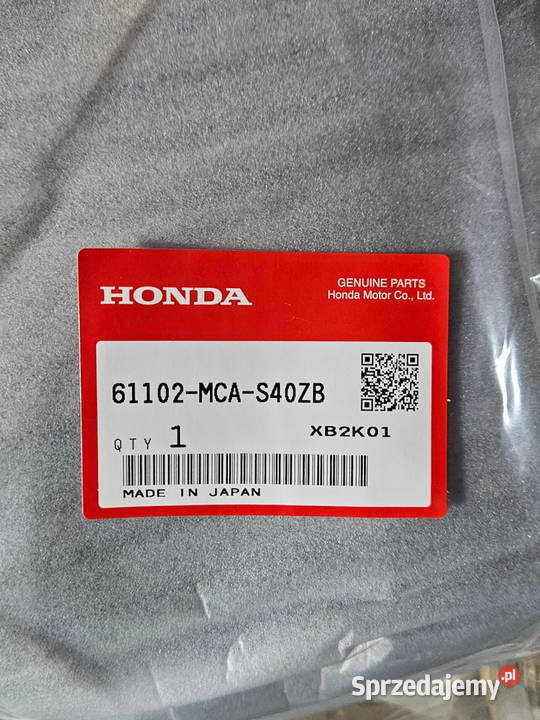 HONDA
GENUINE PARTS
Honda Motor Co., Ltd.
61102-MCA-S40ZB
QTY 1
XB2K01
MADE IN JAPAN
Sprzedajemy.pl